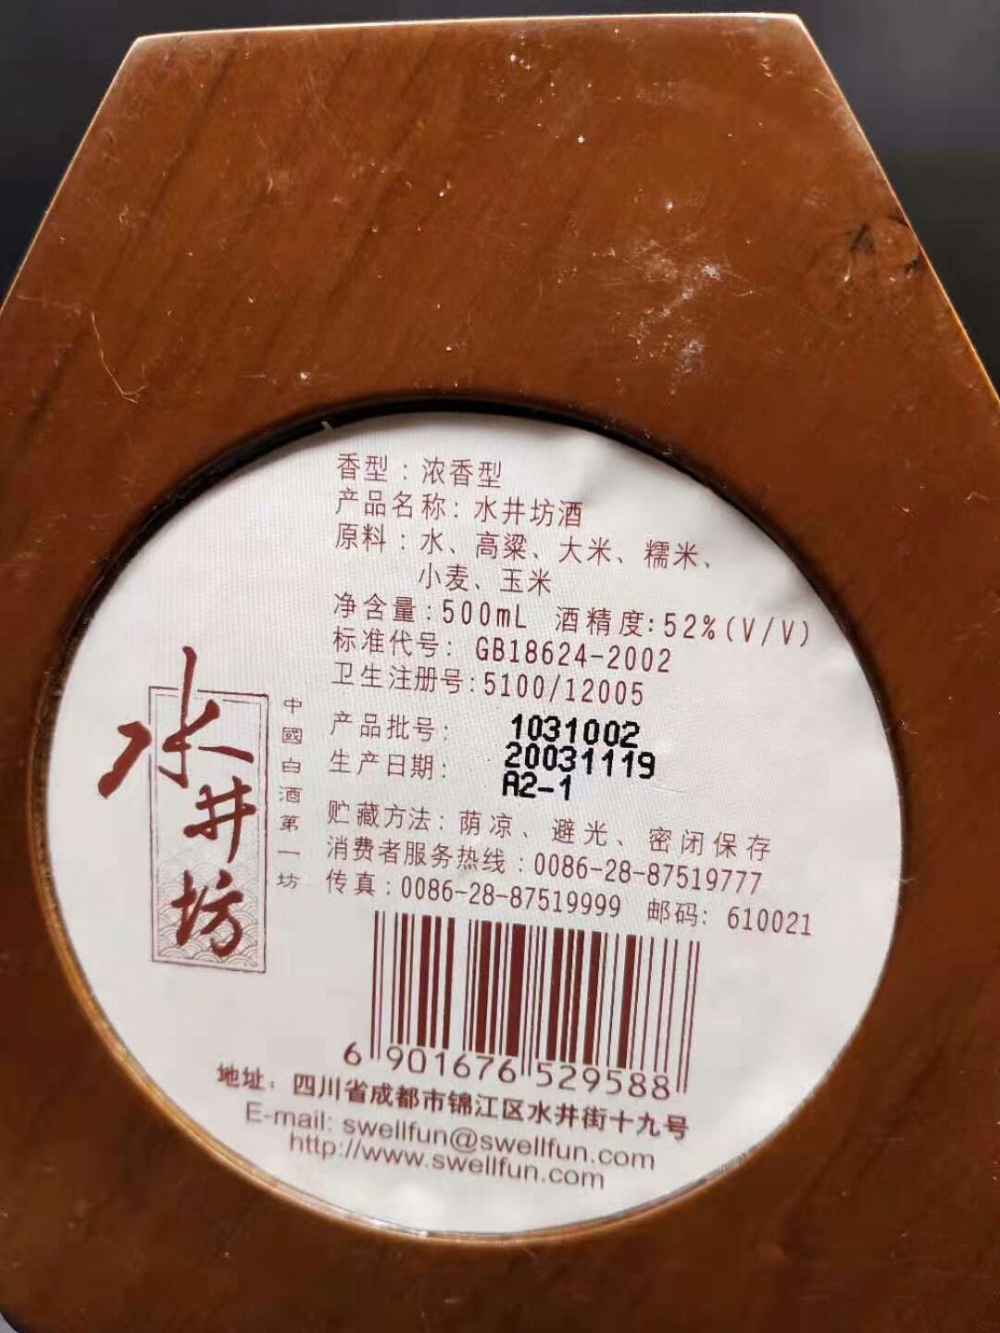 香型：浓香型
产品名称：水井坊酒
原料：水、高粱、大米、糯米、
小麦、玉米
净含量：500mL 酒精度：52%(V/V)
标准代号：GB18624-2002
卫生注册号：5100/12005
产品批号：1031002
生产日期：20031119
A2-1
贮藏方法：荫凉、避光、密闭保存
消费者服务热线：0086-28-87519777
传真：0086-28-87519999 邮码：610021
水井坊
中國白酒第一坊
6 901676 529588
地址：四川省成都市锦江区水井街十九号
E-mail: swellfun@swellfun.com
http://www.swellfun.com